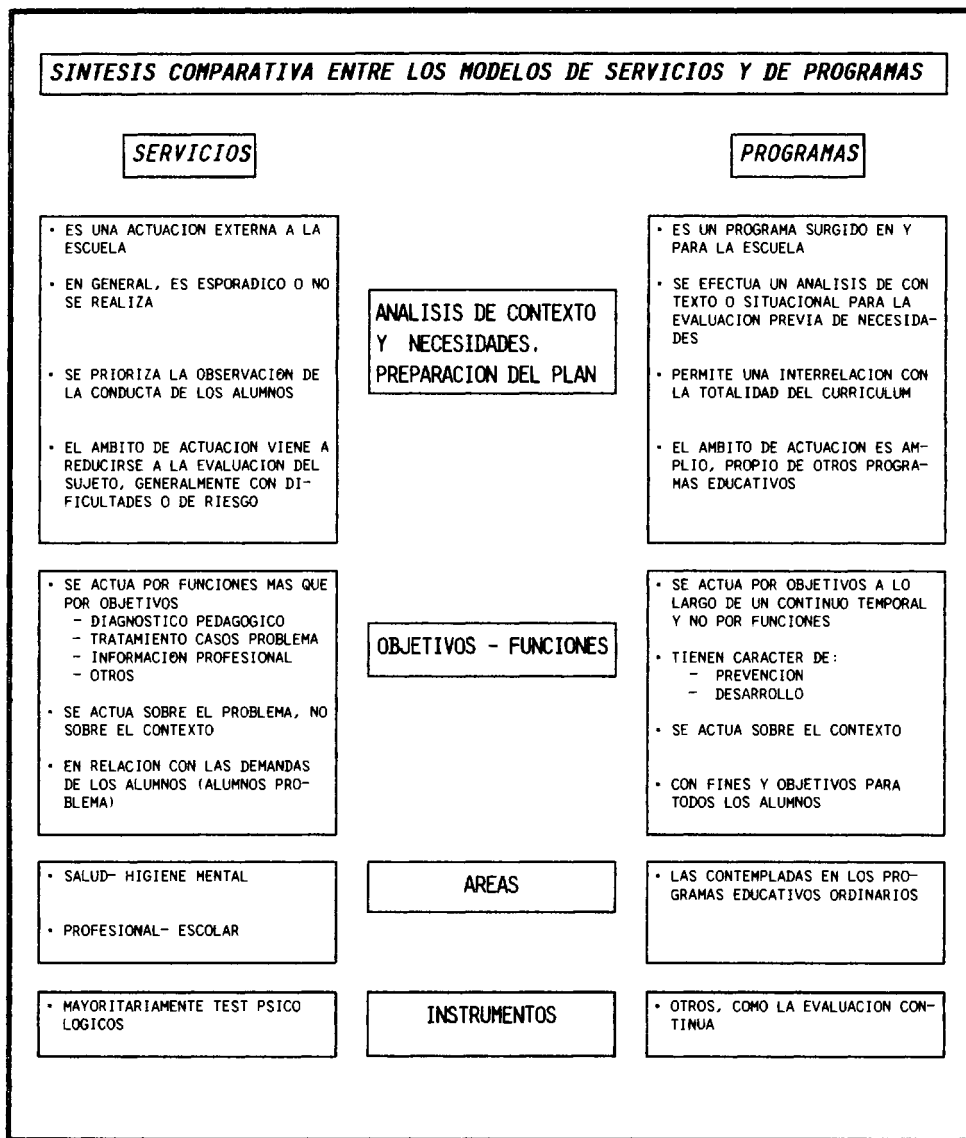 SINTESIS COMPARATIVA ENTRE LOS MODELOS DE SERVICIOS Y DE PROGRAMAS
SERVICIOS
PROGRAMAS
· ES UNA ACTUACION EXTERNA A LA
ESCUELA
· EN GENERAL, ES ESPORADICO O NO
SE REALIZA
· SE PRIORIZA LA OBSERVACION DE
LA CONDUCTA DE LOS ALUMNOS
· EL AMBITO DE ACTUACION VIENE A
REDUCIRSE A LA EVALUACION DEL
SUJETO, GENERALMENTE CON DI-
FICULTADES O DE RIESGO
ANALISIS DE CONTEXTO
Y NECESIDADES.
PREPARACION DEL PLAN
· ES UN PROGRAMA SURGIDO EN Y
PARA LA ESCUELA
· SE EFECTUA UN ANALISIS DE CON
TEXTO O SITUACIONAL PARA LA
EVALUACION PREVIA DE NECESIDA-
DES
· PERMITE UNA INTERRELACION CON
LA TOTALIDAD DEL CURRICULUM
· EL AMBITO DE ACTUACION ES AM-
PLIO, PROPIO DE OTROS PROGRA-
MAS EDUCATIVOS
· SE ACTUA POR FUNCIONES MAS QUE
POR OBJETIVOS
- DIAGNOSTICO PEDAGOGICO
- TRATAMIENTO CASOS PROBLEMA
- INFORMACION PROFESIONAL
- OTROS
· SE ACTUA SOBRE EL PROBLEMA, NO
SOBRE EL CONTEXTO
· EN RELACION CON LAS DEMANDAS
DE LOS ALUMNOS (ALUMNOS PRO-
BLEMA)
OBJETIVOS - FUNCIONES
· SE ACTUA POR OBJETIVOS A LO
LARGO DE UN CONTINUO TEMPORAL
Y NO POR FUNCIONES
· TIENEN CARACTER DE:
- PREVENCION
- DESARROLLO
· SE ACTUA SOBRE EL CONTEXTO
· CON FINES Y OBJETIVOS PARA
TODOS LOS ALUMNOS
· SALUD- HIGIENE MENTAL
· PROFESIONAL- ESCOLAR
AREAS
· LAS CONTEMPLADAS EN LOS PRO-
GRAMAS EDUCATIVOS ORDINARIOS
· MAYORITARIAMENTE TEST PSICO
LOGICOS
INSTRUMENTOS
· OTROS, COMO LA EVALUACION CON-
TINUA